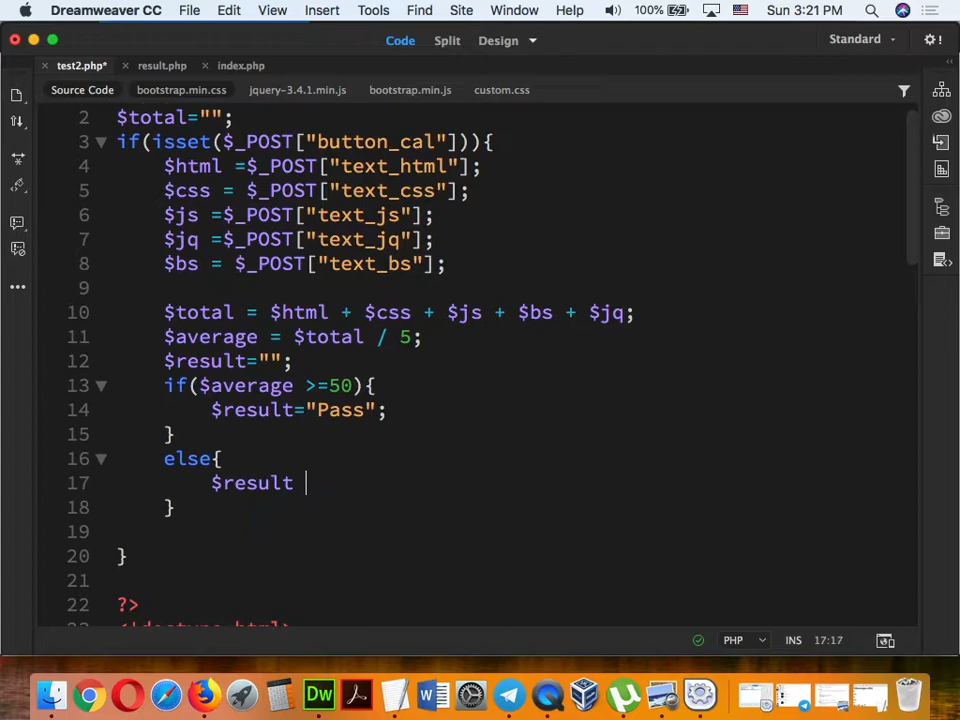 Dreamweaver CC File Edit View Insert Tools Find Site Window Help 100% Sun 3:21 PM
Code Split Design Standard
test2.php* result.php index.php
Source Code bootstrap.min.css jquery-3.4.1.min.js bootstrap.min.js custom.css
2 $total="";
3 if(isset($_POST["button_cal"])){
4 $html =$_POST["text_html"];
5 $css = $_POST["text_css"];
6 $js =$_POST["text_js"];
7 $jq =$_POST["text_jq"];
8 $bs = $_POST["text_bs"];
9
10 $total = $html + $css + $js + $bs + $jq;
11 $average = $total / 5;
12 $result="";
13 if($average >=50){
14 $result="Pass";
15 }
16 else{
17 $result
18 }
19
20 }
21
22 ?>
23 <!doctype html>
PHP INS 17:17
Dw W